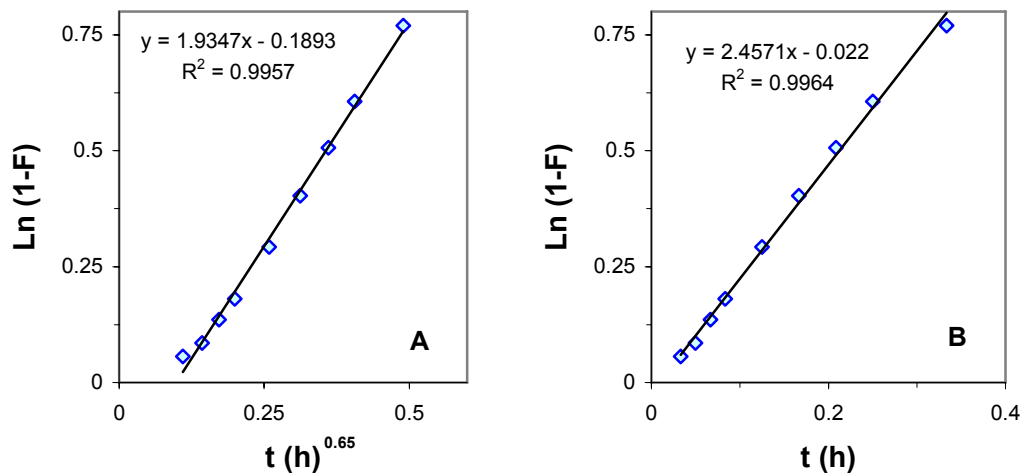 y = 1.9347x - 0.1893
R² = 0.9957
Ln (1-F)
0.75
0.5
0.25
0
0
0.25
0.5
A
t (h)^0.65
y = 2.4571x - 0.022
R² = 0.9964
Ln (1-F)
0.75
0.5
0.25
0
0
0.2
0.4
B
t (h)